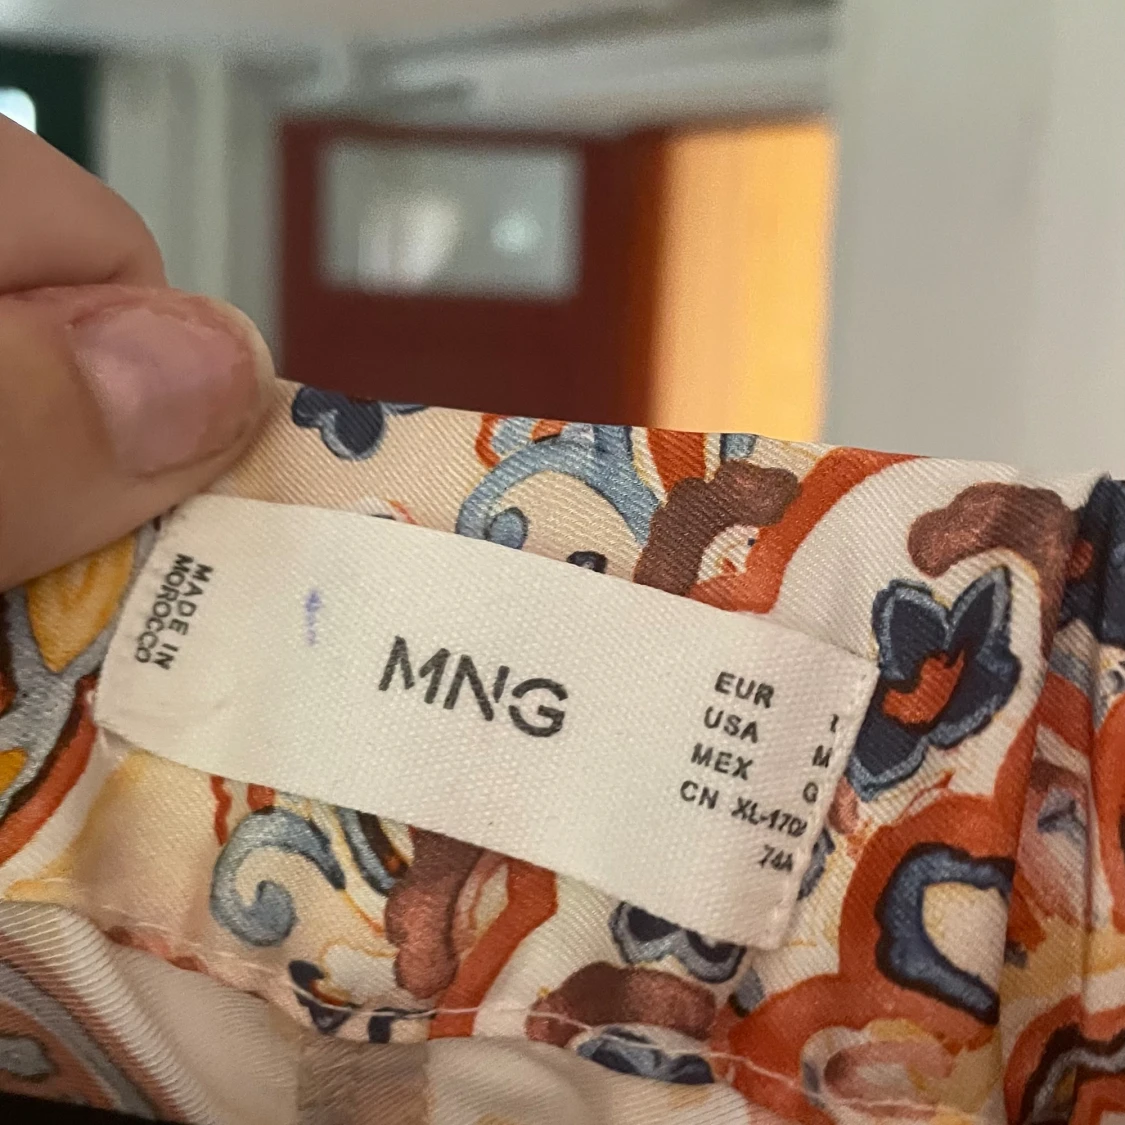 MADE IN
MOROCCO
MNG
EUR
USA M
MEX G
CN XL-170/
74A